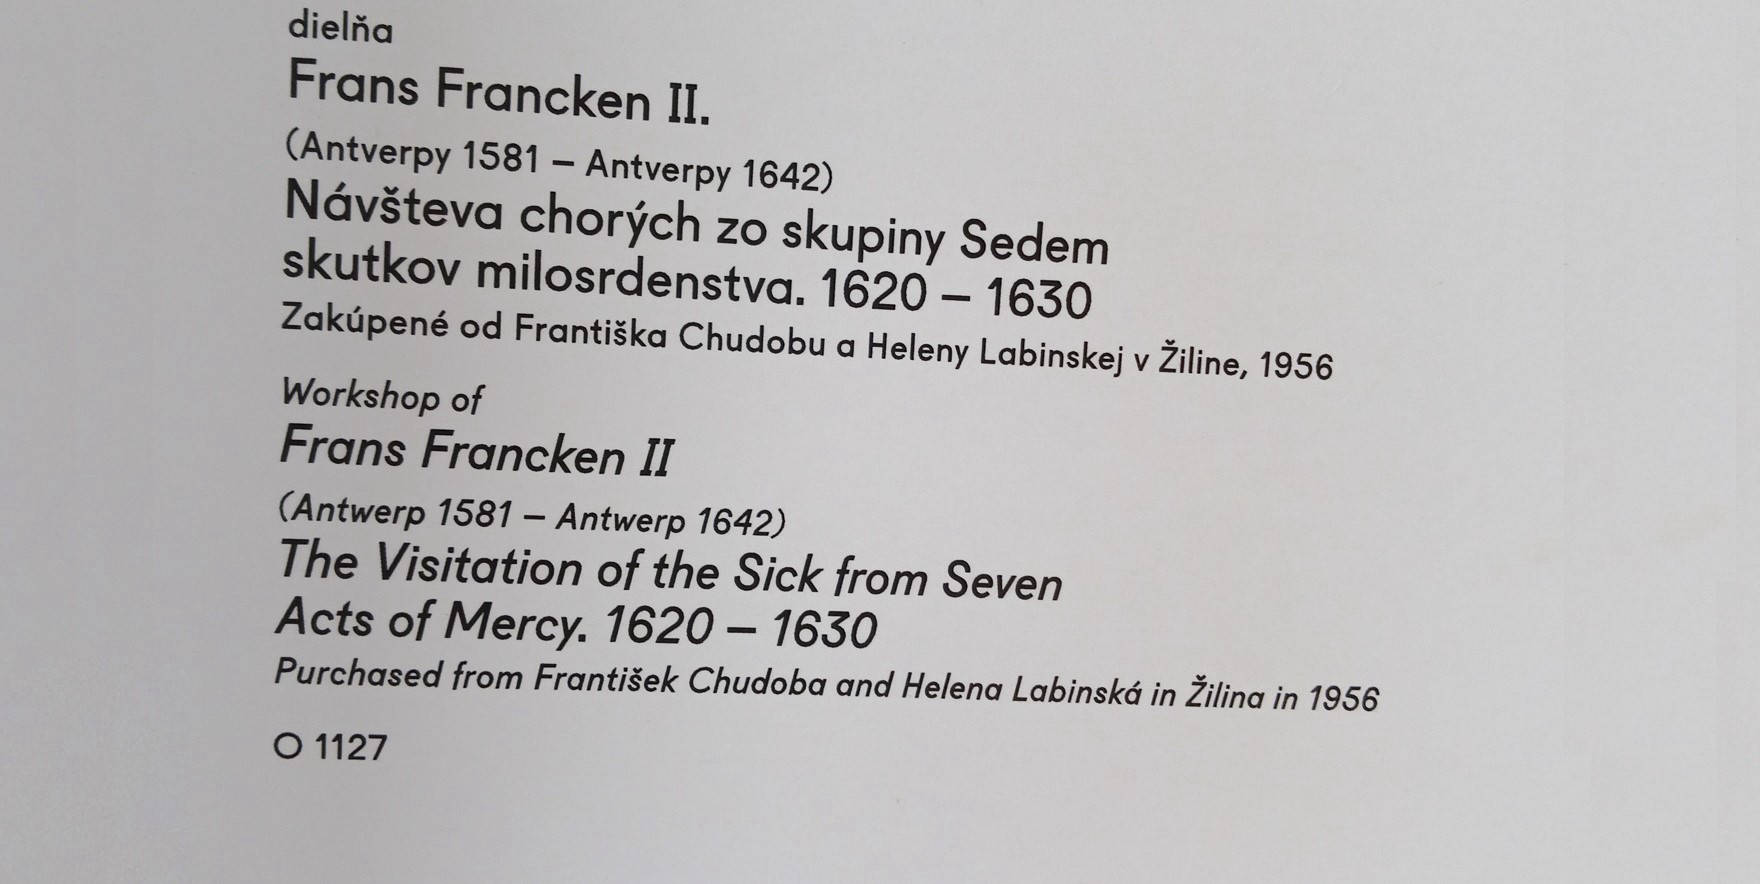 dielňa
Frans Francken II.
(Antverpy 1581 – Antverpy 1642)
Návšteva chorých zo skupiny Sedem
skutkov milosrdenstva. 1620 – 1630
Zakúpené od Františka Chudobu a Heleny Labinskej v Žiline, 1956
Workshop of
Frans Francken II
(Antwerp 1581 – Antwerp 1642)
The Visitation of the Sick from Seven
Acts of Mercy. 1620 – 1630
Purchased from František Chudoba and Helena Labinská in Žilina in 1956
O 1127